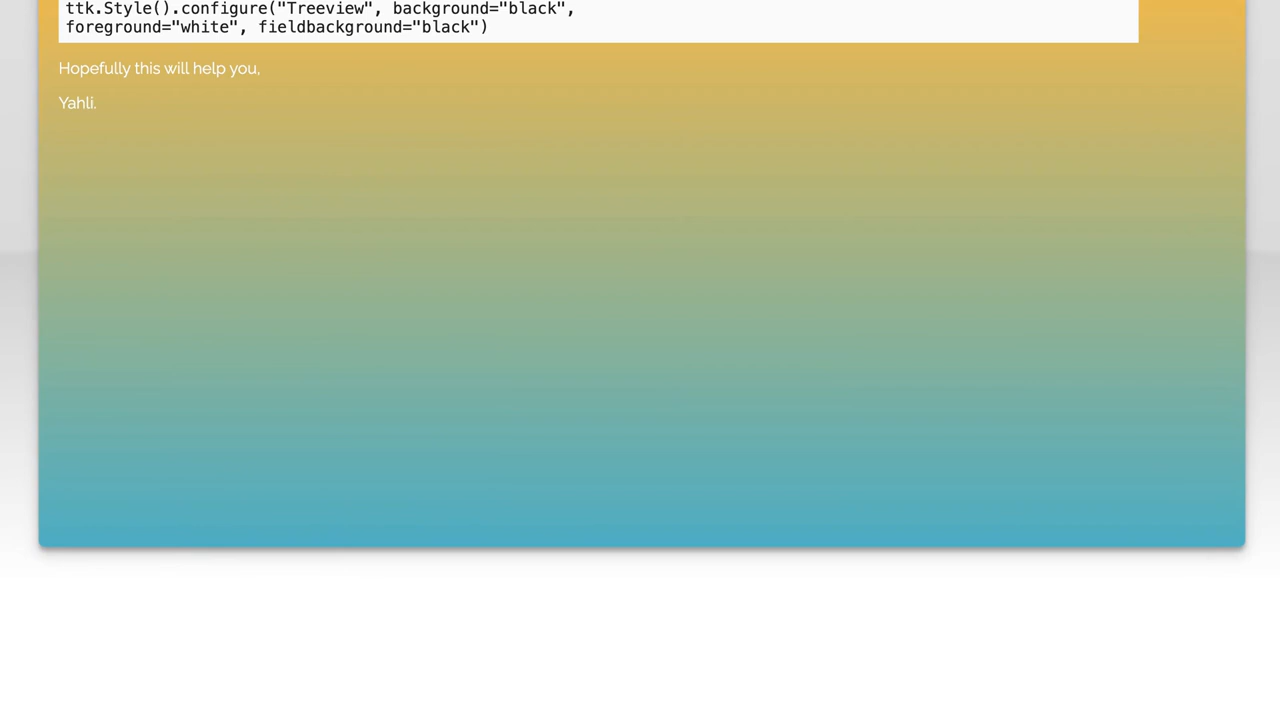 ttk.Style().configure("Treeview", background="black",
foreground="white", fieldbackground="black")
Hopefully this will help you,
Yahli.